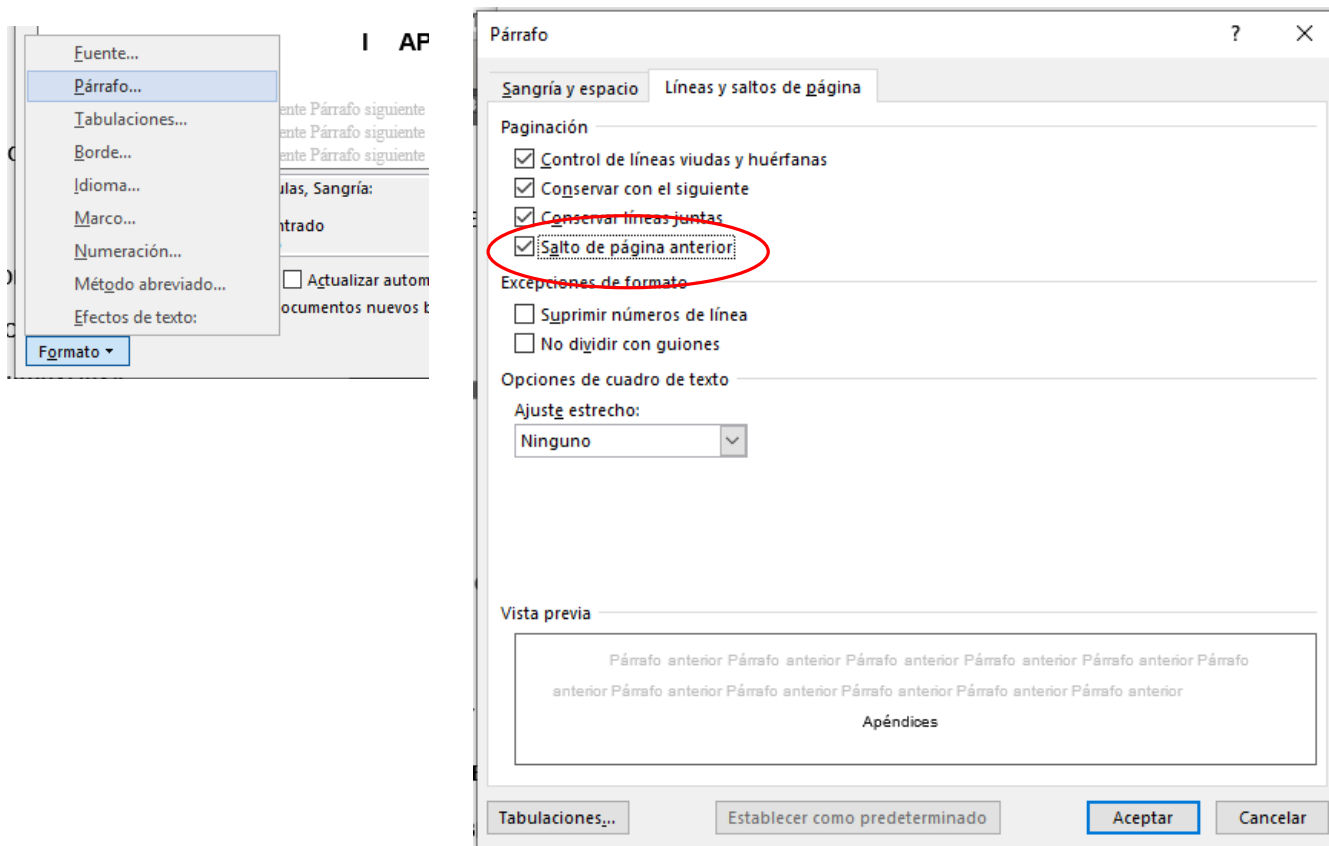 I AP
Fuente...
Párrafo...
Tabulaciones...
Borde...
Idioma...
Marco...
Numeración...
Método abreviado...
Efectos de texto:
Formato
ente Párrafo siguiente
ente Párrafo siguiente
ente Párrafo siguiente
ulas, Sangría:
ntrado
Actualizar autom
ocumentos nuevos b
Párrafo
?
Sangría y espacio Líneas y saltos de página
Paginación
Control de líneas viudas y huérfanas
Conservar con el siguiente
Conservar líneas juntas
Salto de página anterior
Excepciones de formato
Suprimir números de línea
No dividir con guiones
Opciones de cuadro de texto
Ajuste estrecho:
Ninguno
Vista previa
Párrafo anterior Párrafo anterior Párrafo anterior Párrafo anterior Párrafo anterior Párrafo
anterior Párrafo anterior Párrafo anterior Párrafo anterior Párrafo anterior Párrafo anterior
Apéndices
Tabulaciones... Establecer como predeterminado Aceptar Cancelar